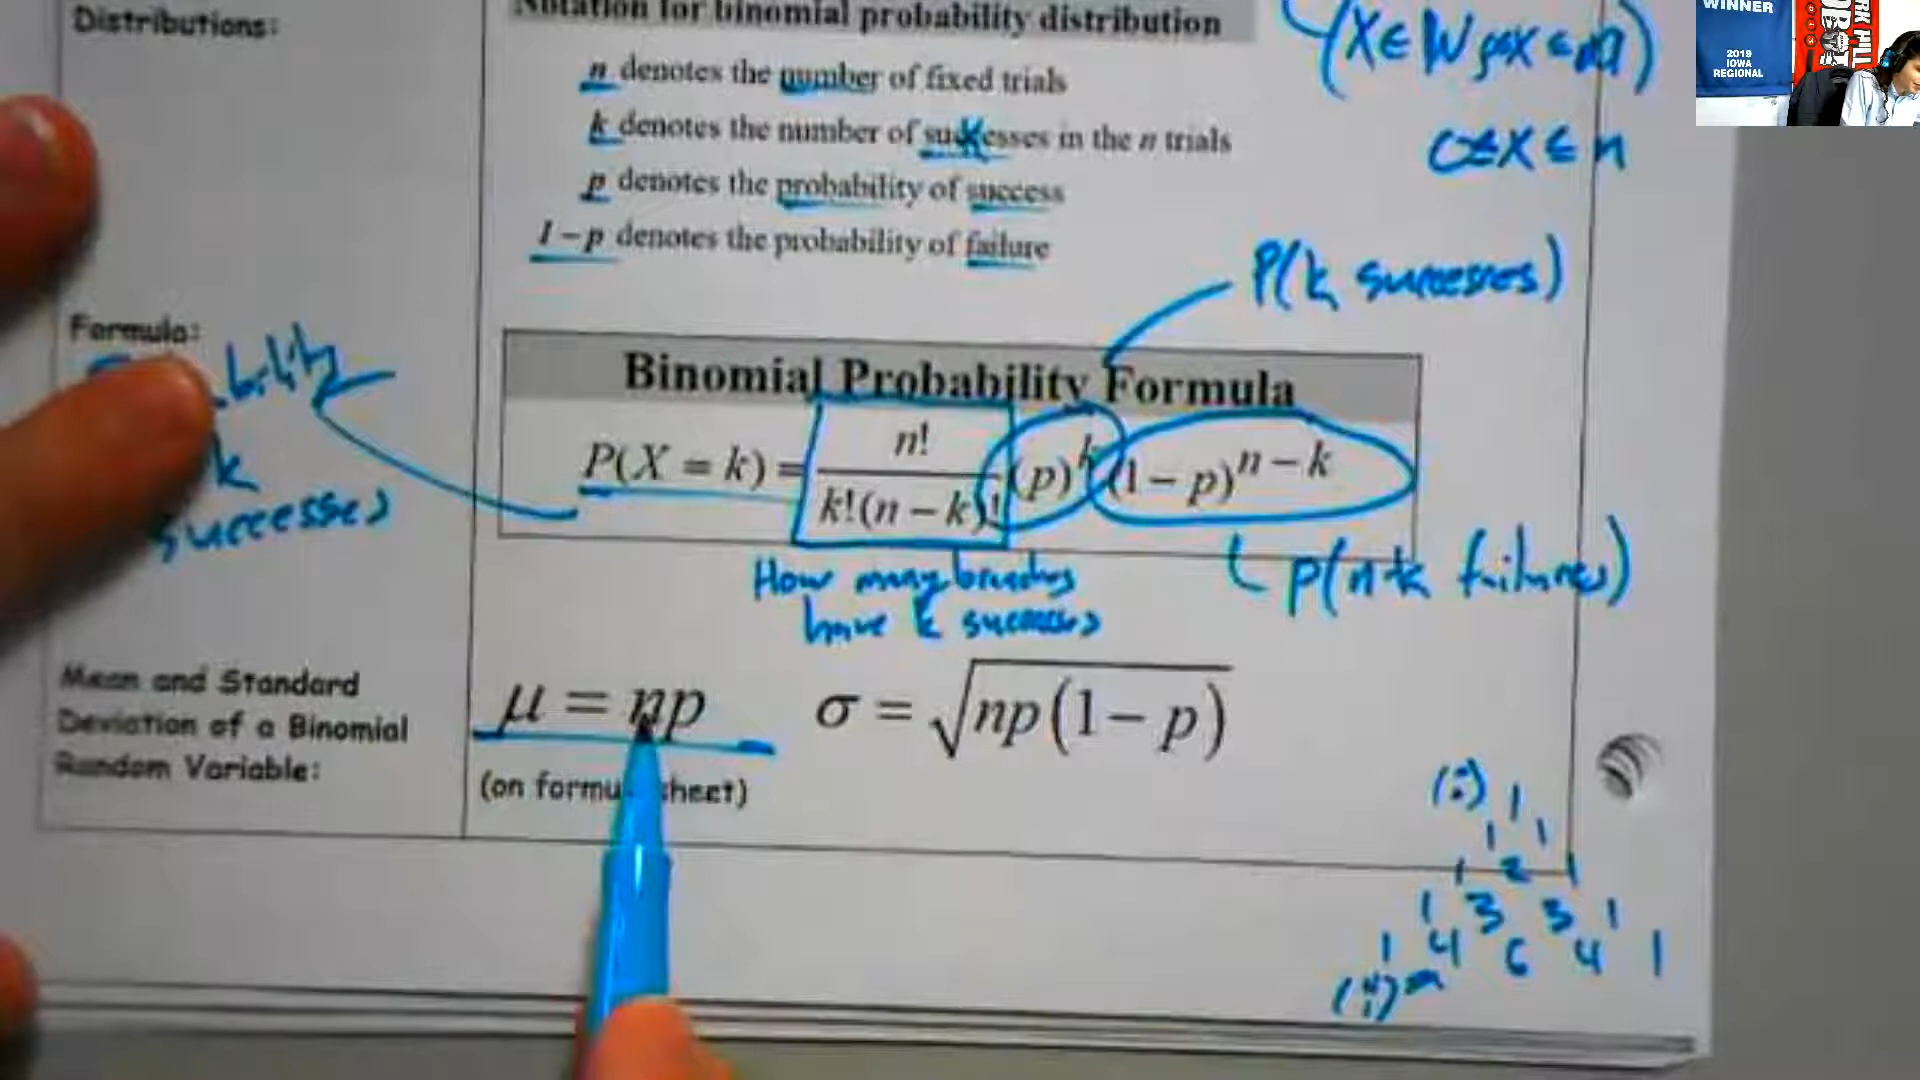 Distributions:
Notation for binomial probability distribution
n denotes the number of fixed trials
k denotes the number of sukesses in the n trials
p denotes the probability of success
1 – p denotes the probability of failure
0 ≤ X ≤ n
P(k successes)
Formula:
k
successes
Binomial Probability Formula
P(X = k) = n! / k!(n – k)! (p)^k (1 – p)^n – k
How many branches
have k successes
P(n-k failures)
Mean and Standard
Deviation of a Binomial
Random Variable:
μ = np
σ = √np(1 – p)
(on formu sheet)
1
1 1
1 2 1
1 3 3 1
1 4 6 4 1
WINNER
2019
IOWA
REGIONAL